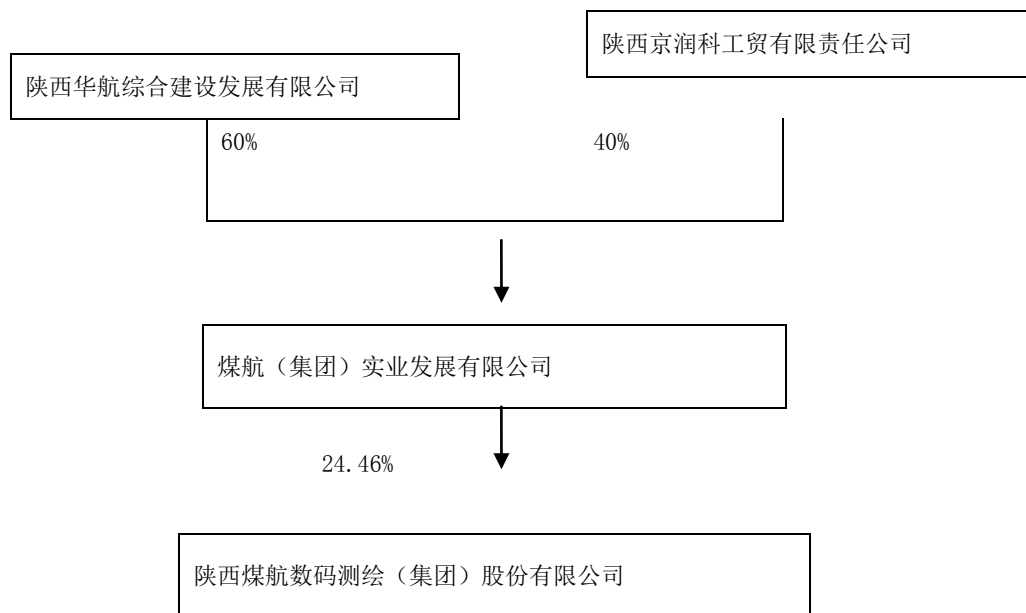 陕西京润科工贸有限责任公司
陕西华航综合建设发展有限公司
60%
40%
煤航（集团）实业发展有限公司
24.46%
陕西煤航数码测绘（集团）股份有限公司